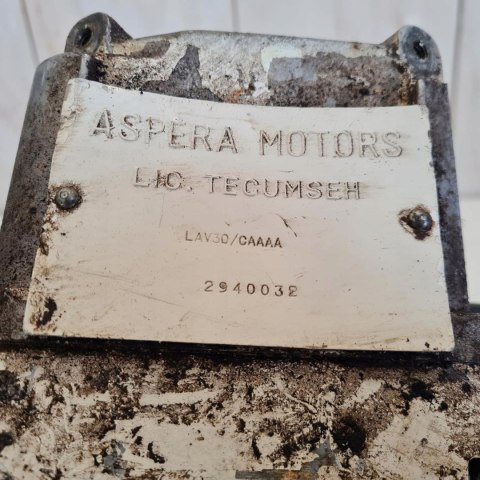 ASPERA MOTORS
LIC. TECUMSEH
LAV30/CAAAA
2940032